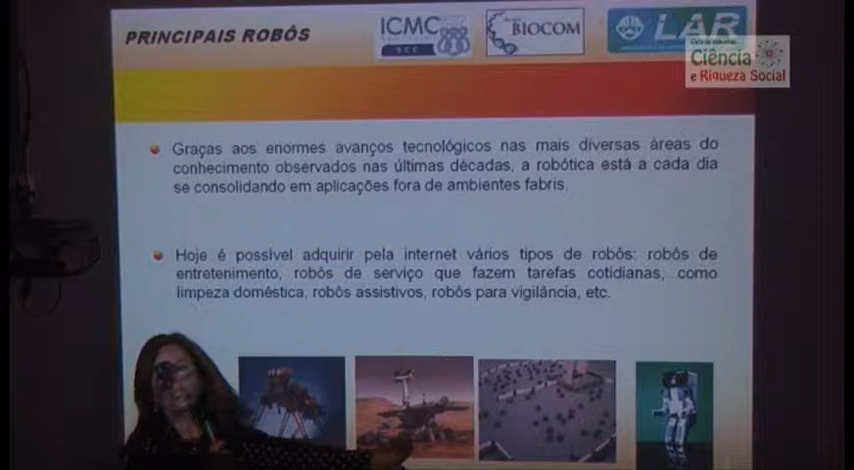 PRINCIPAIS ROBÔS
ICMC
SCC
BIOCOM
LAR
Ciência
e Riqueza Social
Graças aos enormes avanços tecnológicos nas mais diversas áreas do
conhecimento observados nas últimas décadas, a robótica está a cada dia
se consolidando em aplicações fora de ambientes fabris.
Hoje é possível adquirir pela internet vários tipos de robôs: robôs de
entretenimento, robôs de serviço que fazem tarefas cotidianas, como
limpeza doméstica, robôs assistivos, robôs para vigilância, etc.